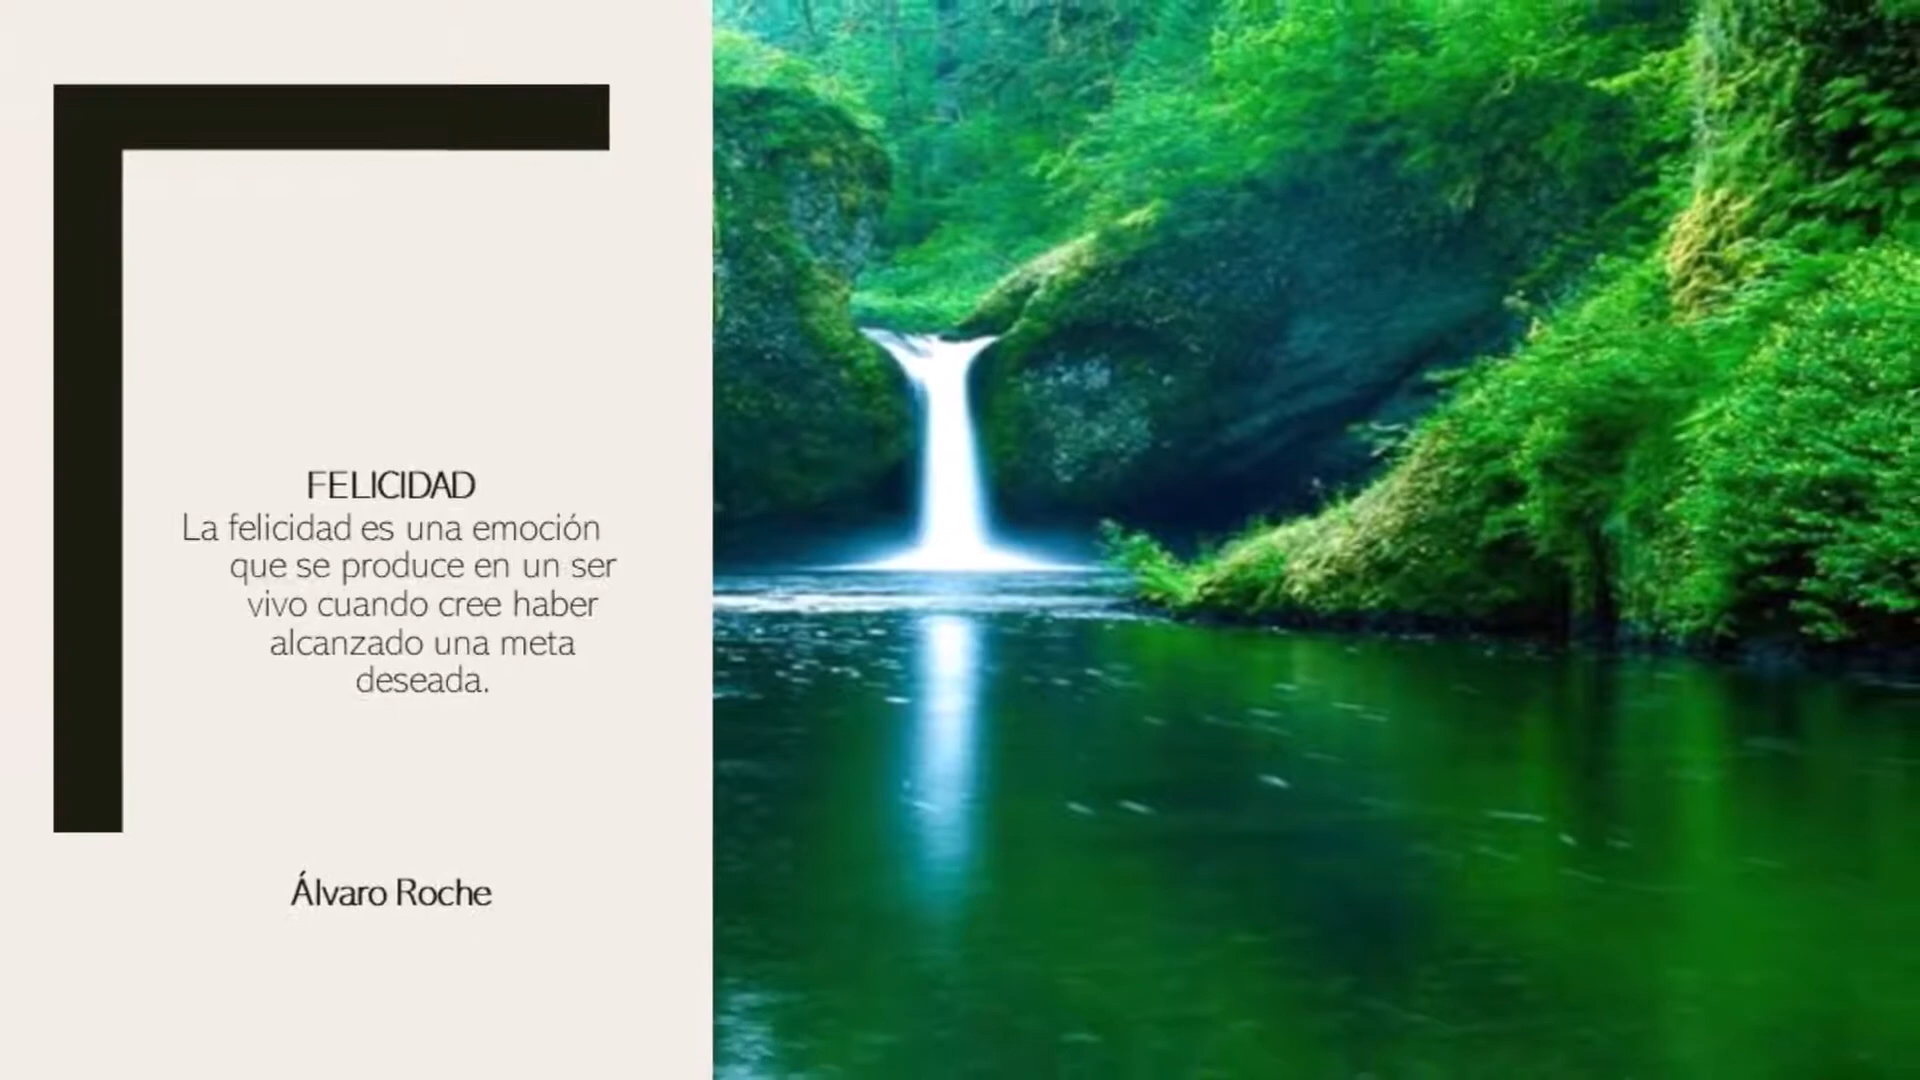 FELICIDAD
La felicidad es una emoción
que se produce en un ser
vivo cuando cree haber
alcanzado una meta
deseada.
Álvaro Roche